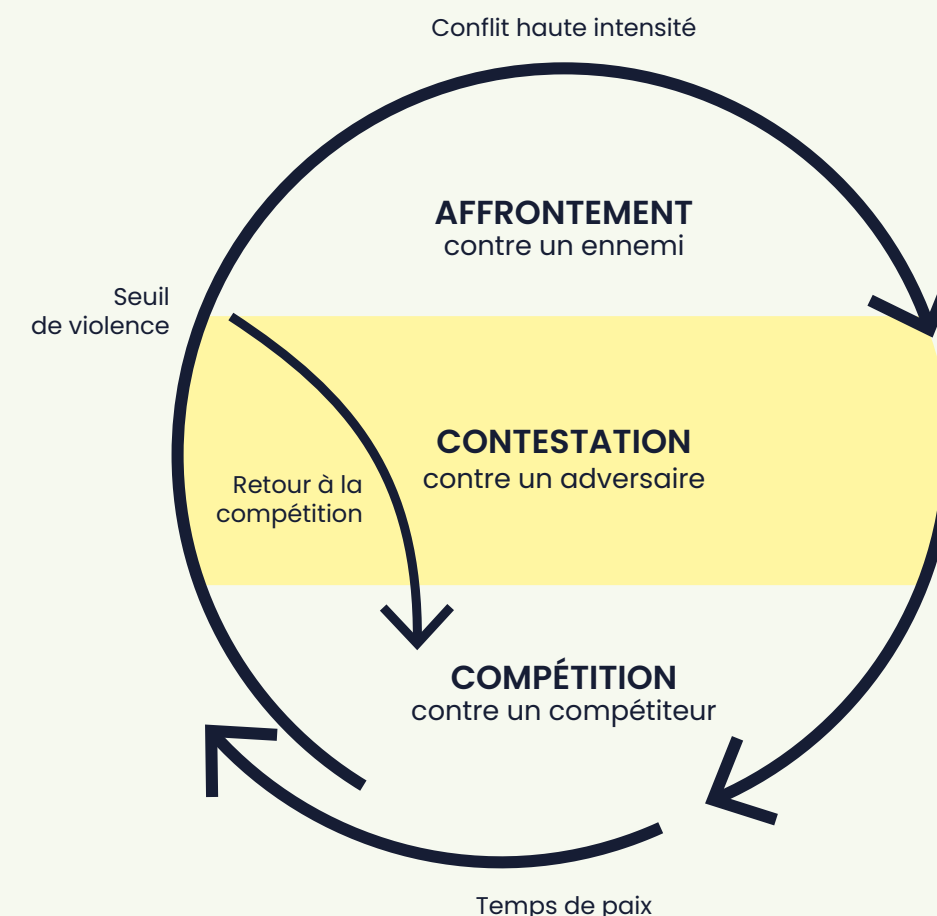 Conflit haute intensité
AFFRONTEMENT
contre un ennemi
Seuil
de violence
CONTESTATION
contre un adversaire
Retour à la
compétition
COMPÉTITION
contre un compétiteur
Temps de paix